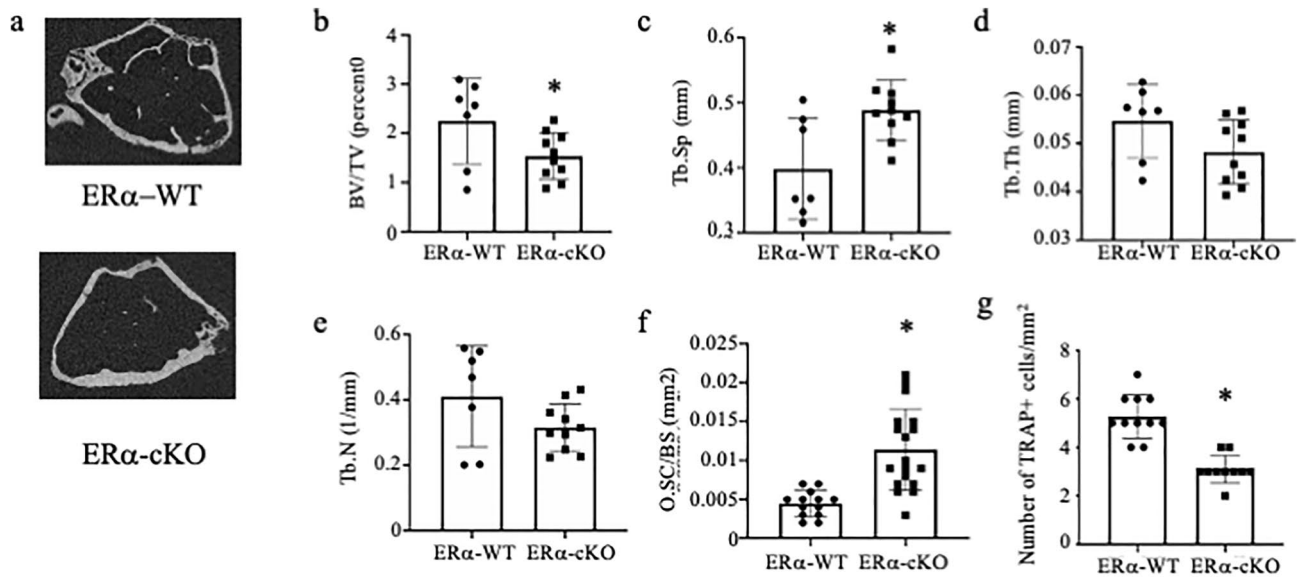 a
ERα–WT
ERα-cKO
b
BV/TV (percent0
4
3
2
1
0
*
ERα-WT ERα-cKO
c
Tb.Sp (mm)
0.6
0.5
0.4
0.3
*
ERα-WT ERα-cKO
d
Tb.Th (mm)
0.07
0.06
0.05
0.04
0.03
ERα-WT ERα-cKO
e
Tb.N (1/mm)
0.6
0.4
0.2
0
ERα-WT ERα-cKO
f
O.SC/BS (mm2)
0.025
0.02
0.015
0.010
0.005
0
*
ERα-WT ERα-cKO
g
Number of TRAP+ cells/mm²
8
6
4
2
0
*
ERα-WT ERα-cKO